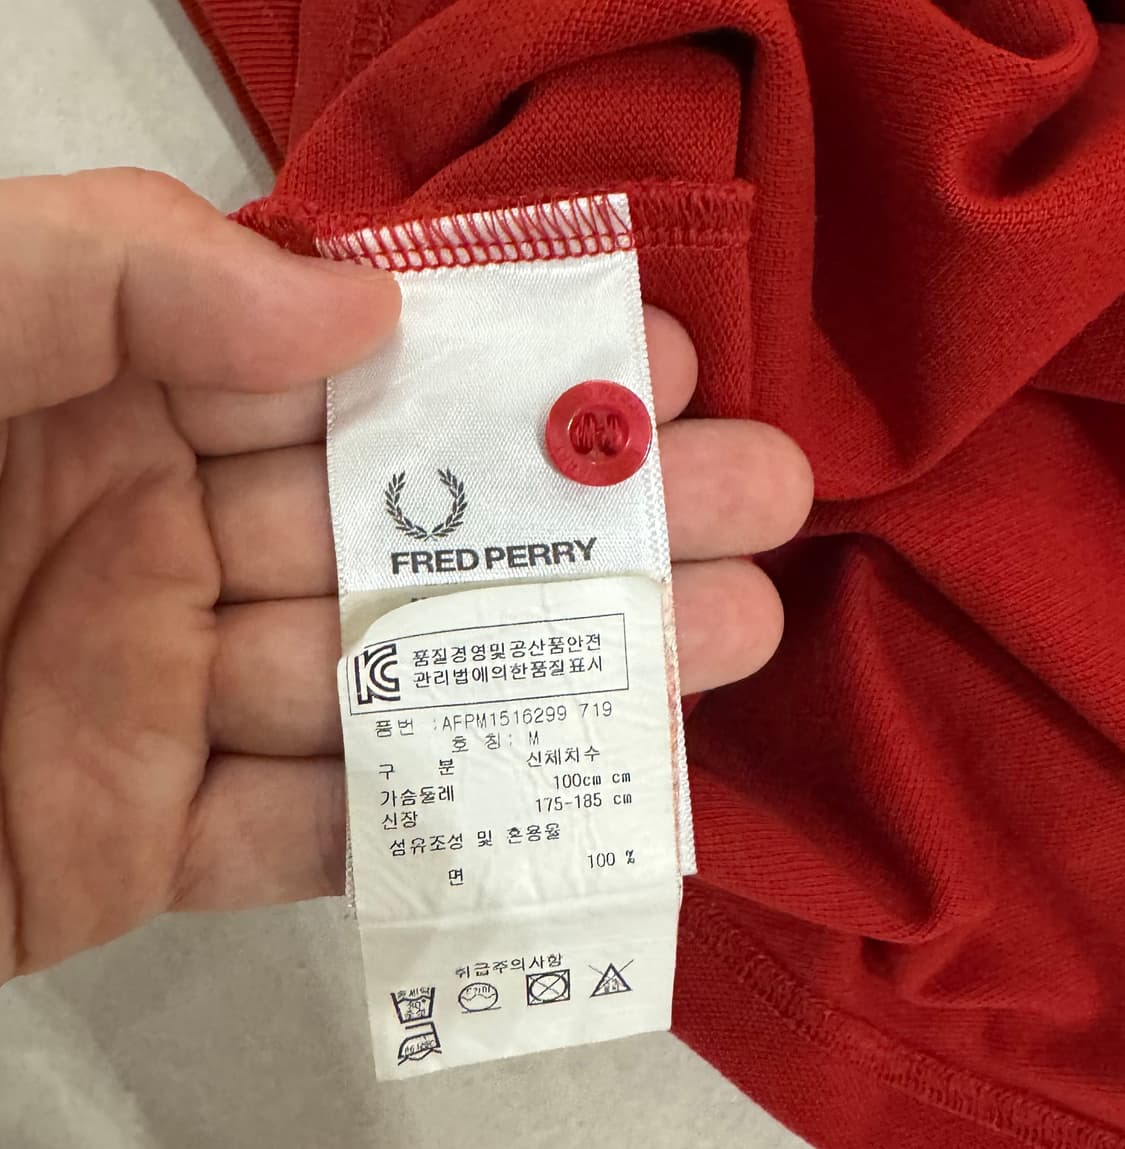 FRED PERRY
품질경영및공산품안전
관리법에의한품질표시
품번 :AFPM1516299 719
호 칭: M
구 분 신체치수
가슴둘레 100cm cm
신장 175-185 cm
섬유조성 및 혼용율
면 100 %
취급주의사항